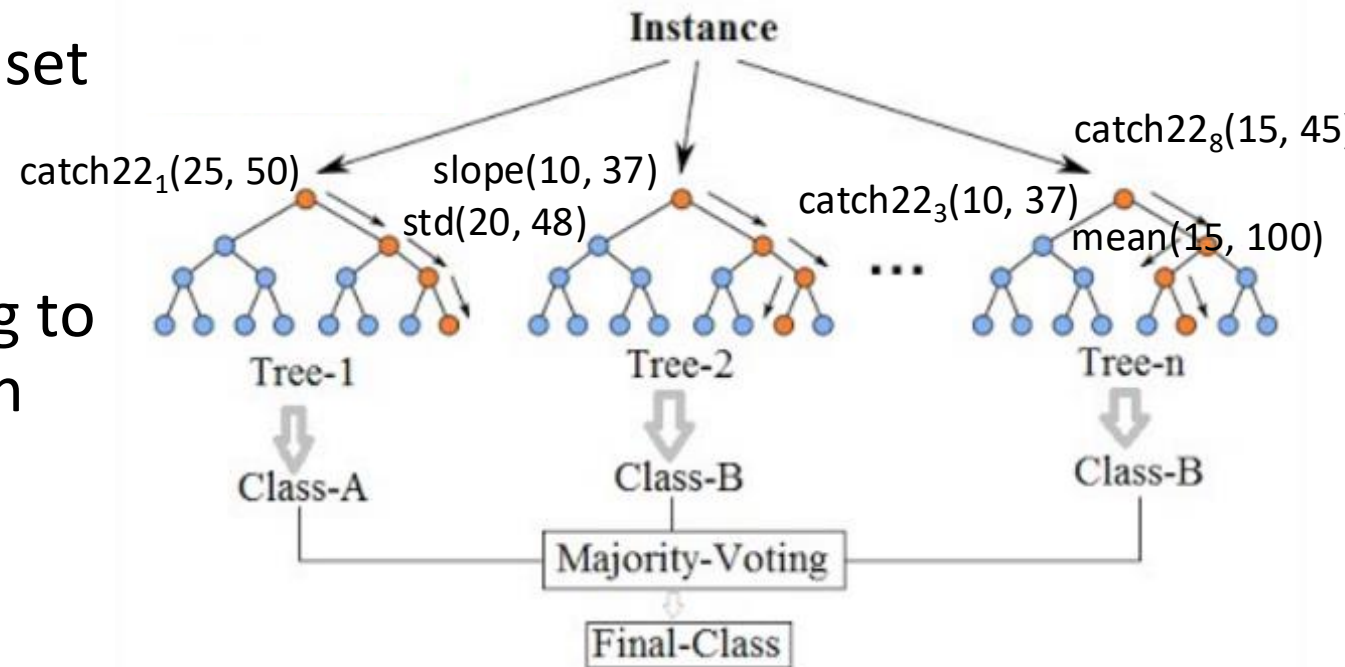 Instance
set
catch22₈(15, 45)
catch22₁(25, 50)
slope(10, 37)
catch22₃(10, 37)
std(20, 48)
mean(15, 100)
...
g to
n
Tree-1
Tree-2
Tree-n
Class-A
Class-B
Class-B
Majority-Voting
Final-Class